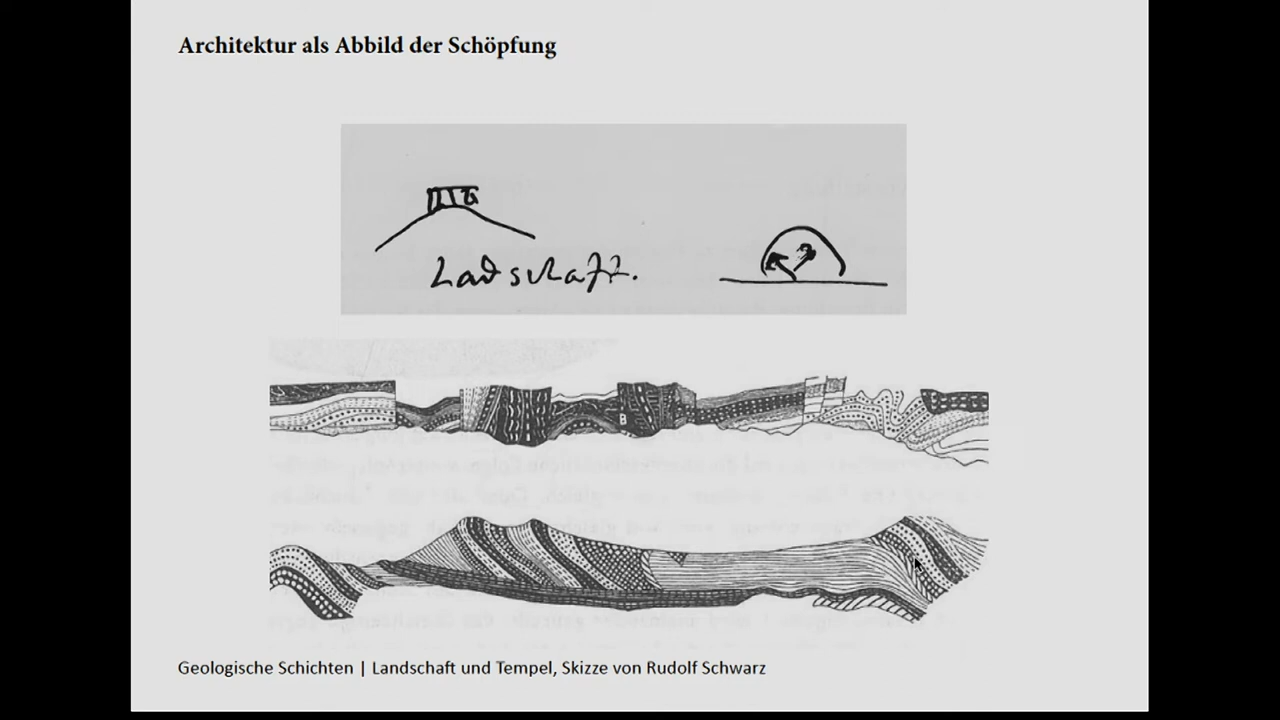 Architektur als Abbild der Schöpfung
Ladschaft.
Geologische Schichten | Landschaft und Tempel, Skizze von Rudolf Schwarz